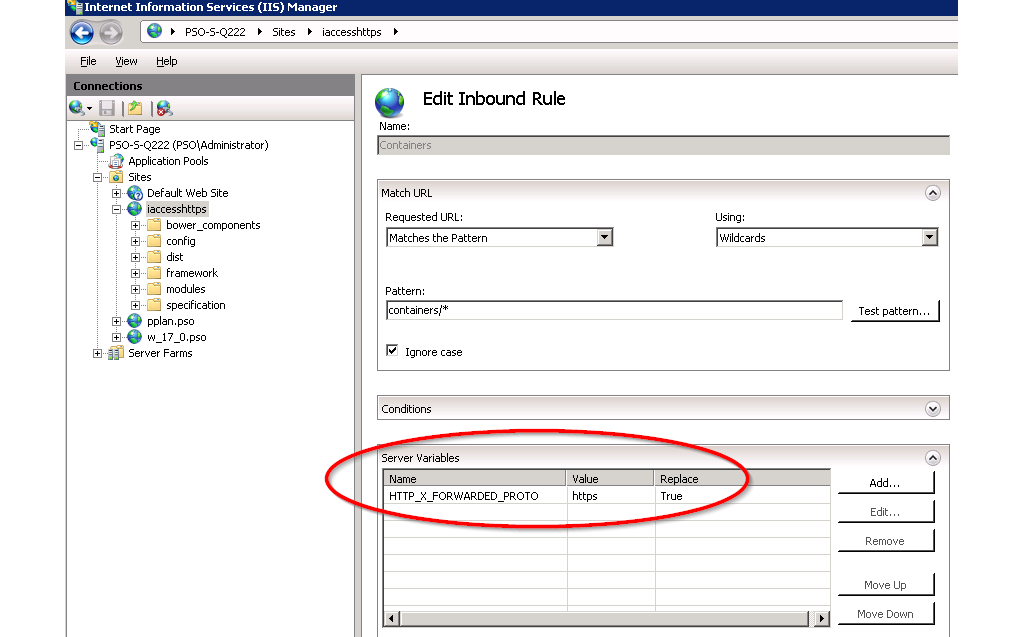 Internet Information Services (IIS) Manager
PSO-S-Q222 Sites iaccesshttps
File View Help
Connections
Start Page
PSO-S-Q222 (PSO\Administrator)
Application Pools
Sites
Default Web Site
iaccesshttps
bower_components
config
dist
framework
modules
specification
pplan.pso
w_17_0.pso
Server Farms
Edit Inbound Rule
Name:
Containers
Match URL
Requested URL: Using:
Matches the Pattern Wildcards
Pattern:
containers/* Test pattern...
Ignore case
Conditions
Server Variables
Name Value Replace
HTTP_X_FORWARDED_PROTO https True
Add...
Edit...
Remove
Move Up
Move Down